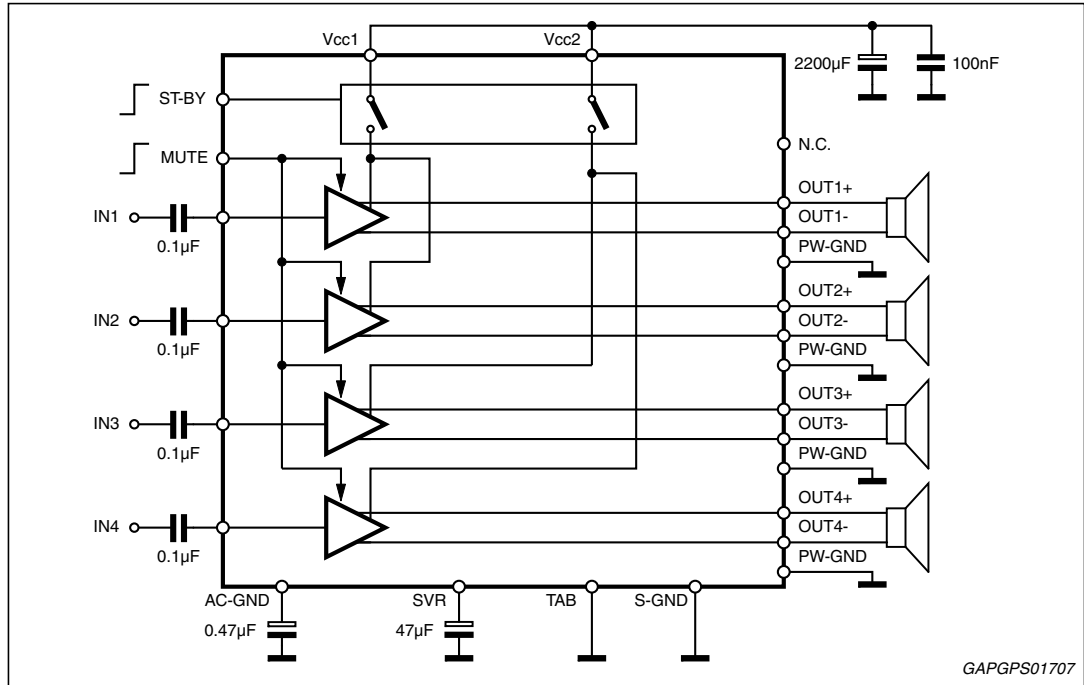 Vcc1
Vcc2
2200µF
100nF
ST-BY
MUTE
N.C.
IN1
0.1µF
OUT1+
OUT1-
PW-GND
IN2
0.1µF
OUT2+
OUT2-
PW-GND
IN3
0.1µF
OUT3+
OUT3-
PW-GND
IN4
0.1µF
OUT4+
OUT4-
PW-GND
AC-GND
0.47µF
SVR
47µF
TAB
S-GND
GAPGPS01707